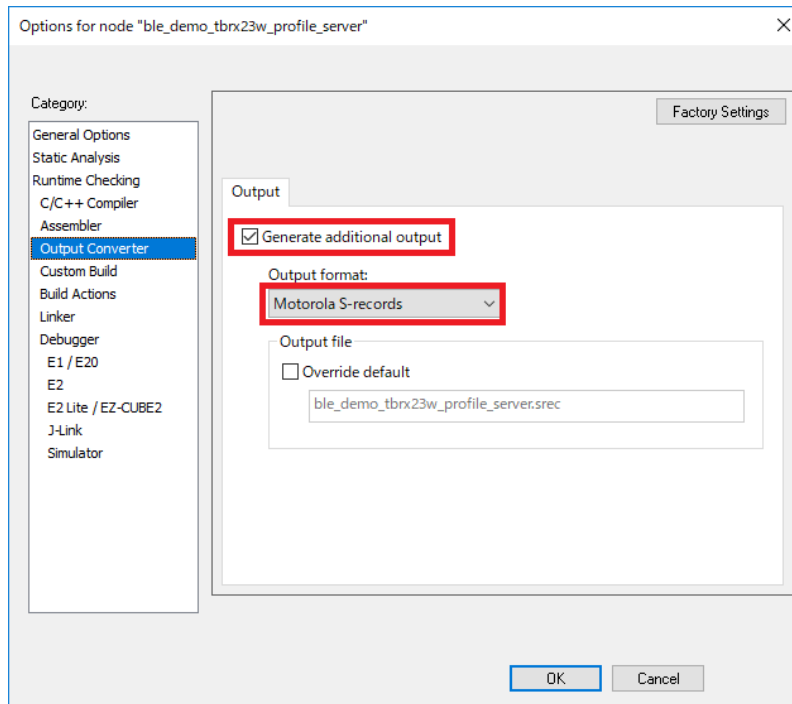 Options for node "ble_demo_tbrx23w_profile_server"
Category:
General Options
Static Analysis
Runtime Checking
C/C++ Compiler
Assembler
Output Converter
Custom Build
Build Actions
Linker
Debugger
E1 / E20
E2
E2 Lite / EZ-CUBE2
J-Link
Simulator
Factory Settings
Output
Generate additional output
Output format:
Motorola S-records
Output file
Override default
ble_demo_tbrx23w_profile_server.srec
OK
Cancel